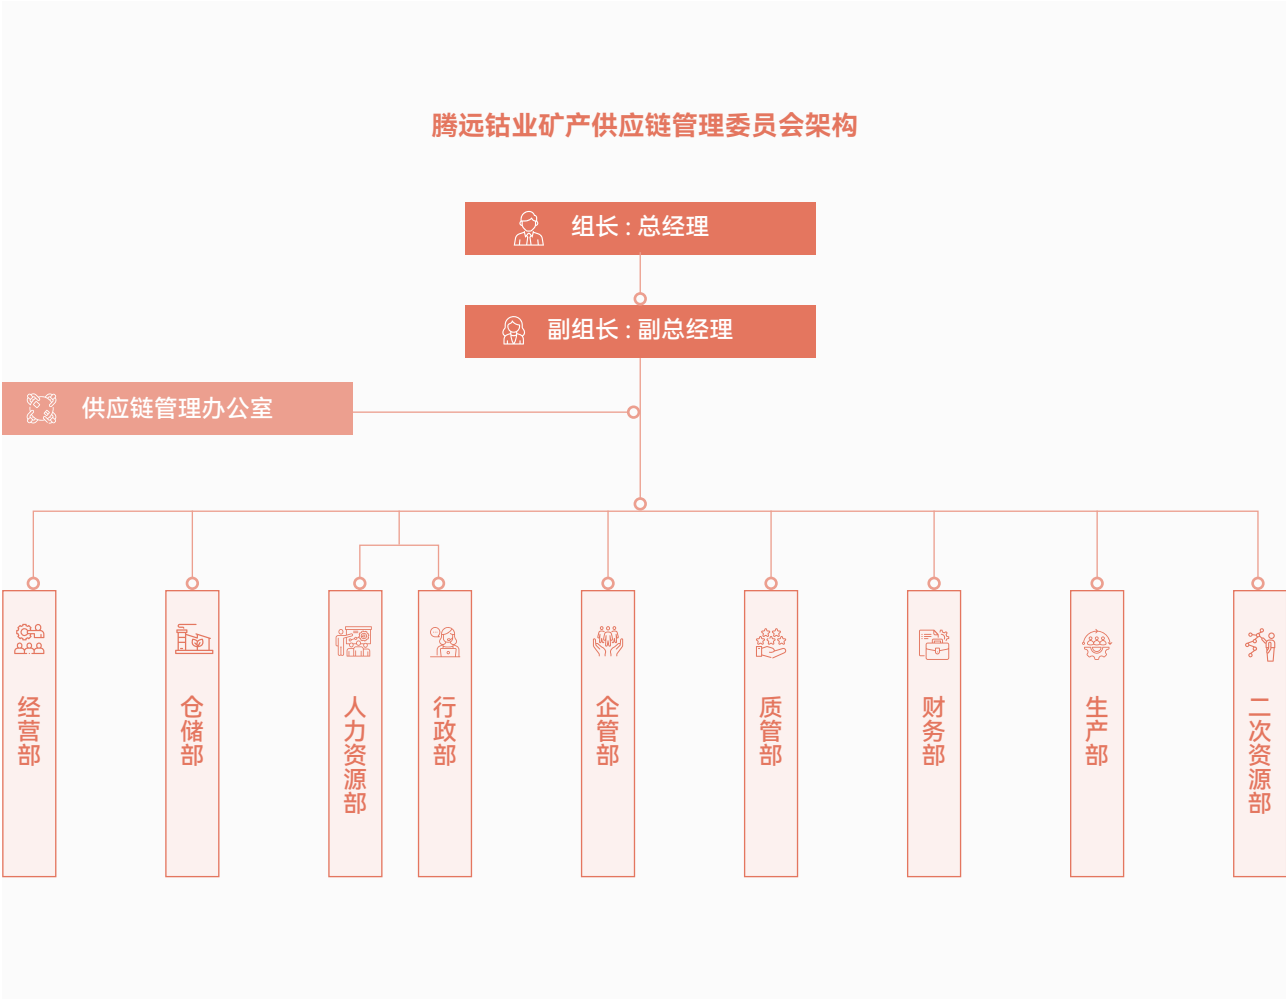 腾远钴业矿产供应链管理委员会架构
组长 : 总经理
副组长 : 副总经理
供应链管理办公室
经营部
仓储部
人力资源部
行政部
企管部
质管部
财务部
生产部
二次资源部